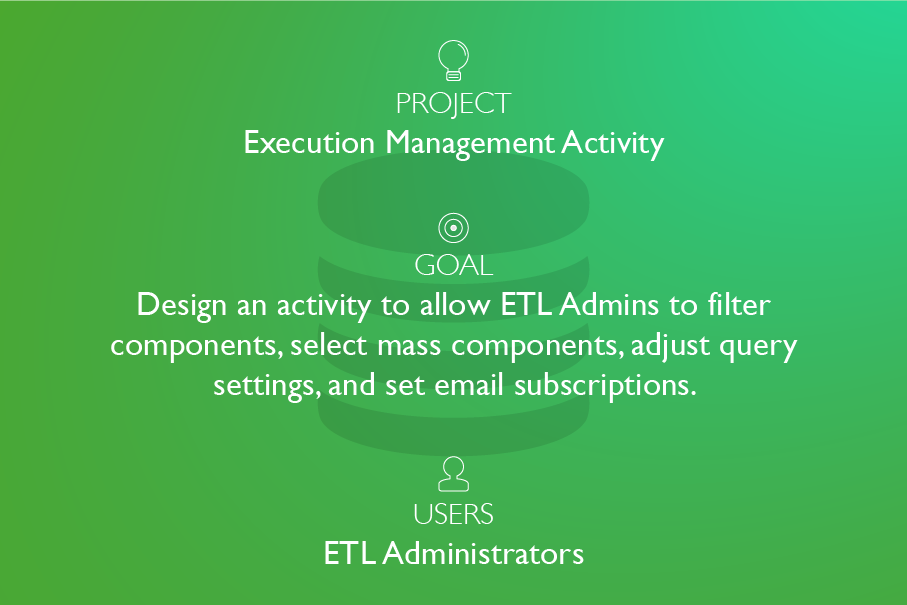 PROJECT
Execution Management Activity
GOAL
Design an activity to allow ETL Admins to filter
components, select mass components, adjust query
settings, and set email subscriptions.
USERS
ETL Administrators